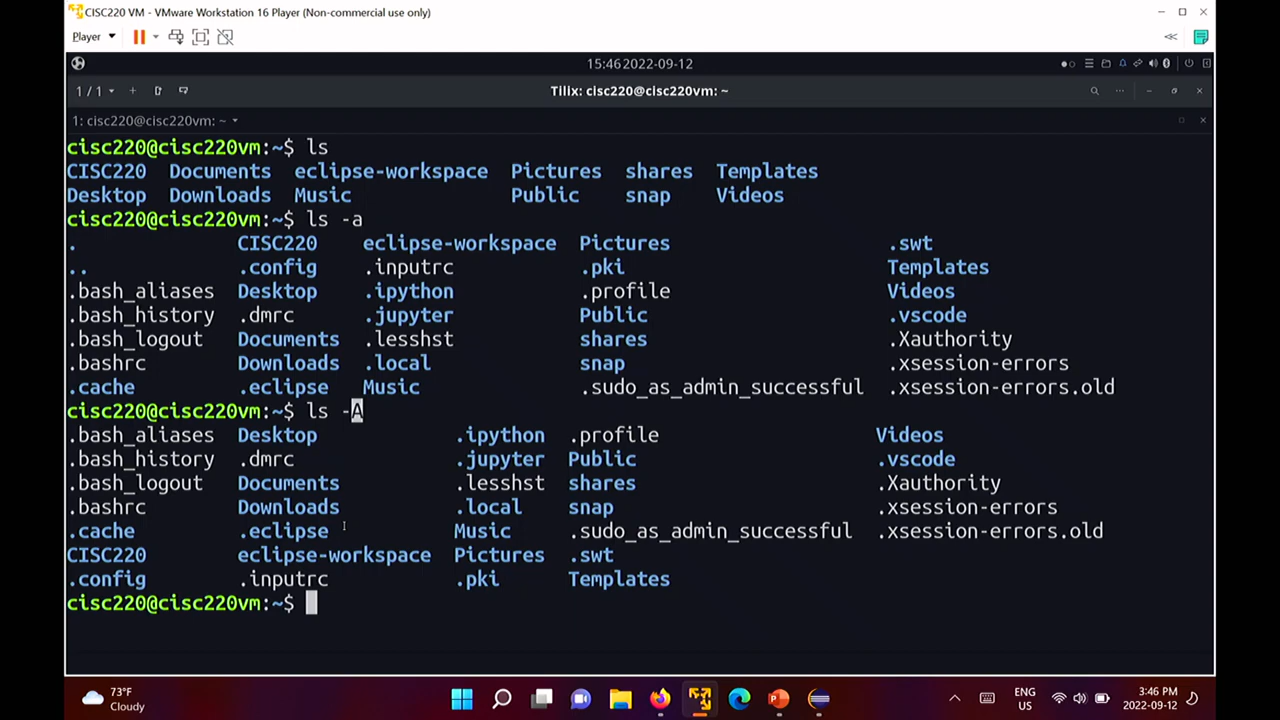 CISC220 VM - VMware Workstation 16 Player (Non-commercial use only)
Player
15:46 2022-09-12
1 / 1
Tilix: cisc220@cisc220vm: ~
1: cisc220@cisc220vm: ~
cisc220@cisc220vm:~$ ls
CISC220 Documents eclipse-workspace Pictures shares Templates
Desktop Downloads Music Public snap Videos
cisc220@cisc220vm:~$ ls -a
. CISC220 eclipse-workspace Pictures .swt
.. .config .inputrc .pki Templates
.bash_aliases Desktop .ipython .profile Videos
.bash_history .dmrc .jupyter Public .vscode
.bash_logout Documents .lesshst shares .Xauthority
.bashrc Downloads .local snap .xsession-errors
.cache .eclipse Music .sudo_as_admin_successful .xsession-errors.old
cisc220@cisc220vm:~$ ls -A
.bash_aliases Desktop .ipython .profile Videos
.bash_history .dmrc .jupyter Public .vscode
.bash_logout Documents .lesshst shares .Xauthority
.bashrc Downloads .local snap .xsession-errors
.cache .eclipse Music .sudo_as_admin_successful .xsession-errors.old
CISC220 eclipse-workspace Pictures .swt
.config .inputrc .pki Templates
cisc220@cisc220vm:~$
73°F
Cloudy
ENG
US
3:46 PM
2022-09-12